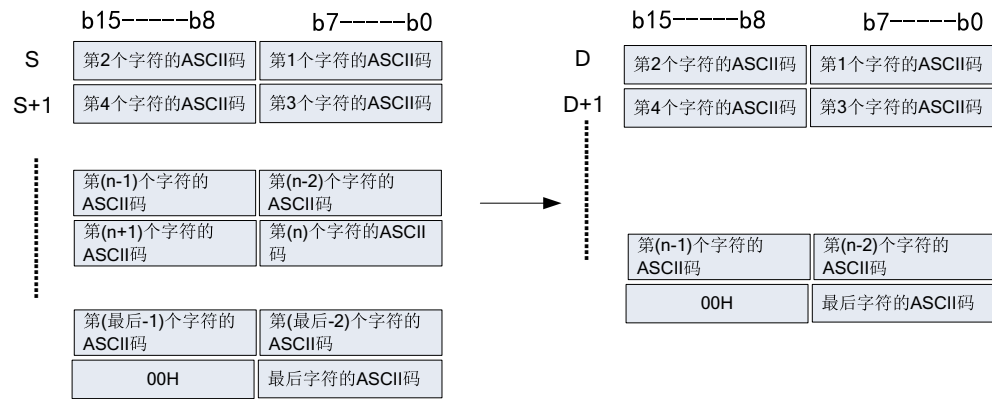 b15-----b8 b7-----b0
S 第2个字符的ASCII码 第1个字符的ASCII码
S+1 第4个字符的ASCII码 第3个字符的ASCII码
第(n-1)个字符的 第(n-2)个字符的
ASCII码 ASCII码
第(n+1)个字符的 第(n)个字符的ASCII
ASCII码 码
第(最后-1)个字符的 第(最后-2)个字符的
ASCII码 ASCII码
00H 最后字符的ASCII码
b15-----b8 b7-----b0
D 第2个字符的ASCII码 第1个字符的ASCII码
D+1 第4个字符的ASCII码 第3个字符的ASCII码
第(n-1)个字符的 第(n-2)个字符的
ASCII码 ASCII码
00H 最后字符的ASCII码